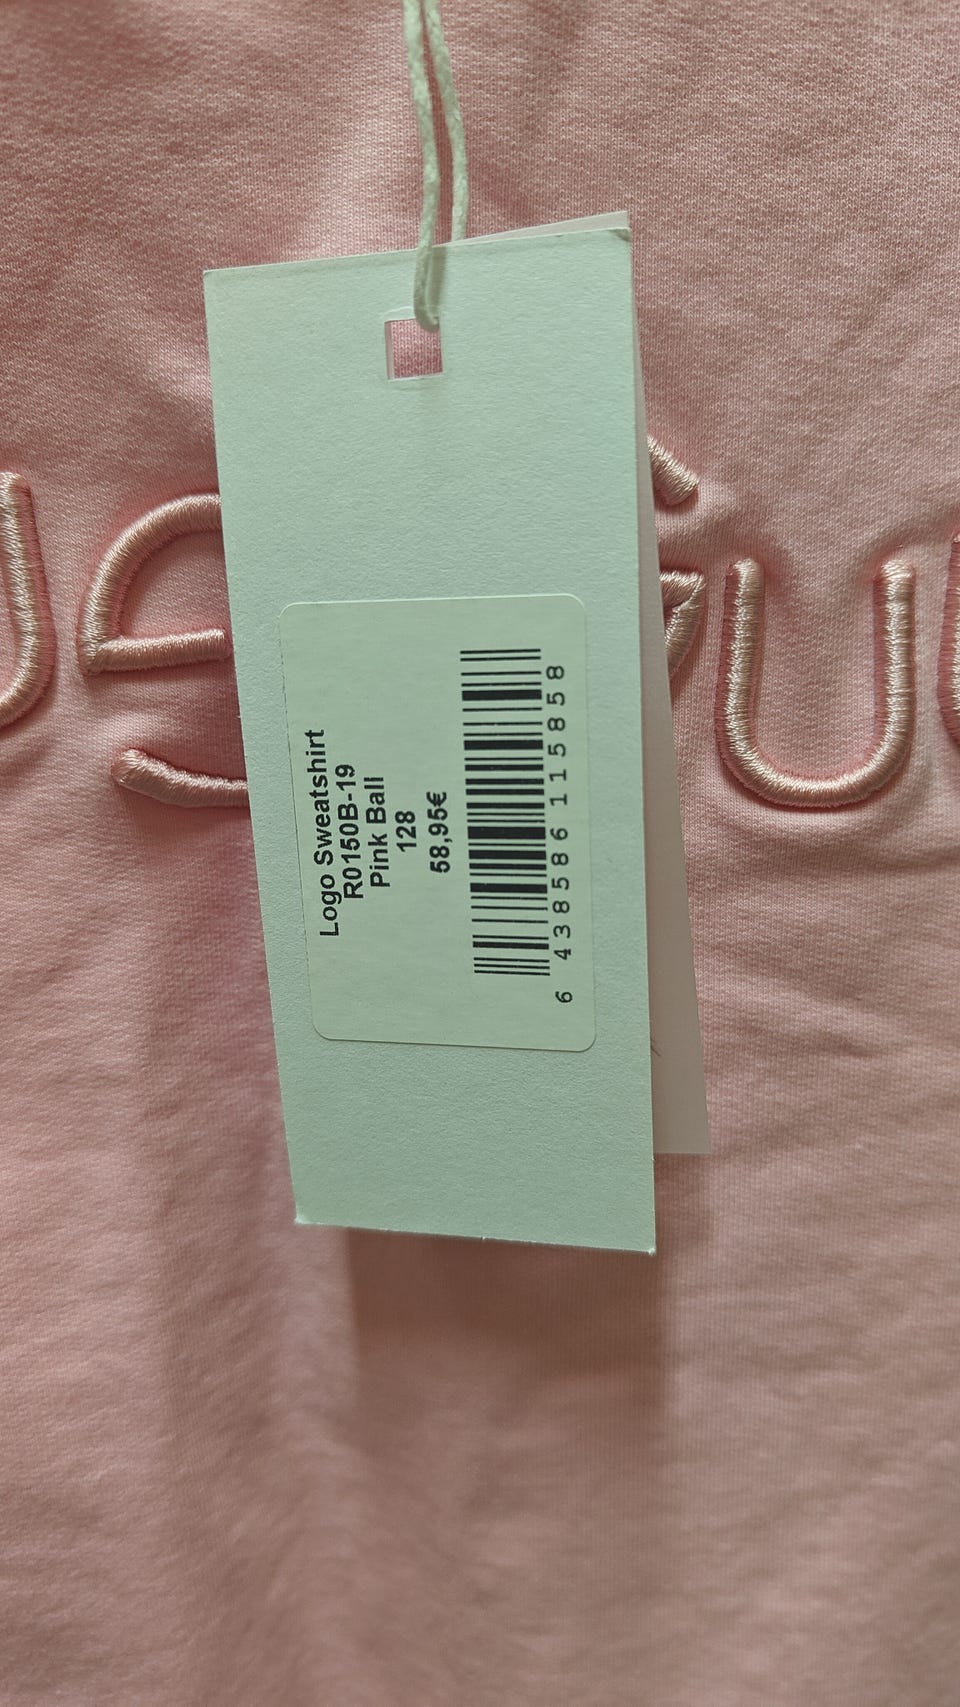 Logo Sweatshirt
R0150B-19
Pink Ball
128
58,95€
6 438586 115858